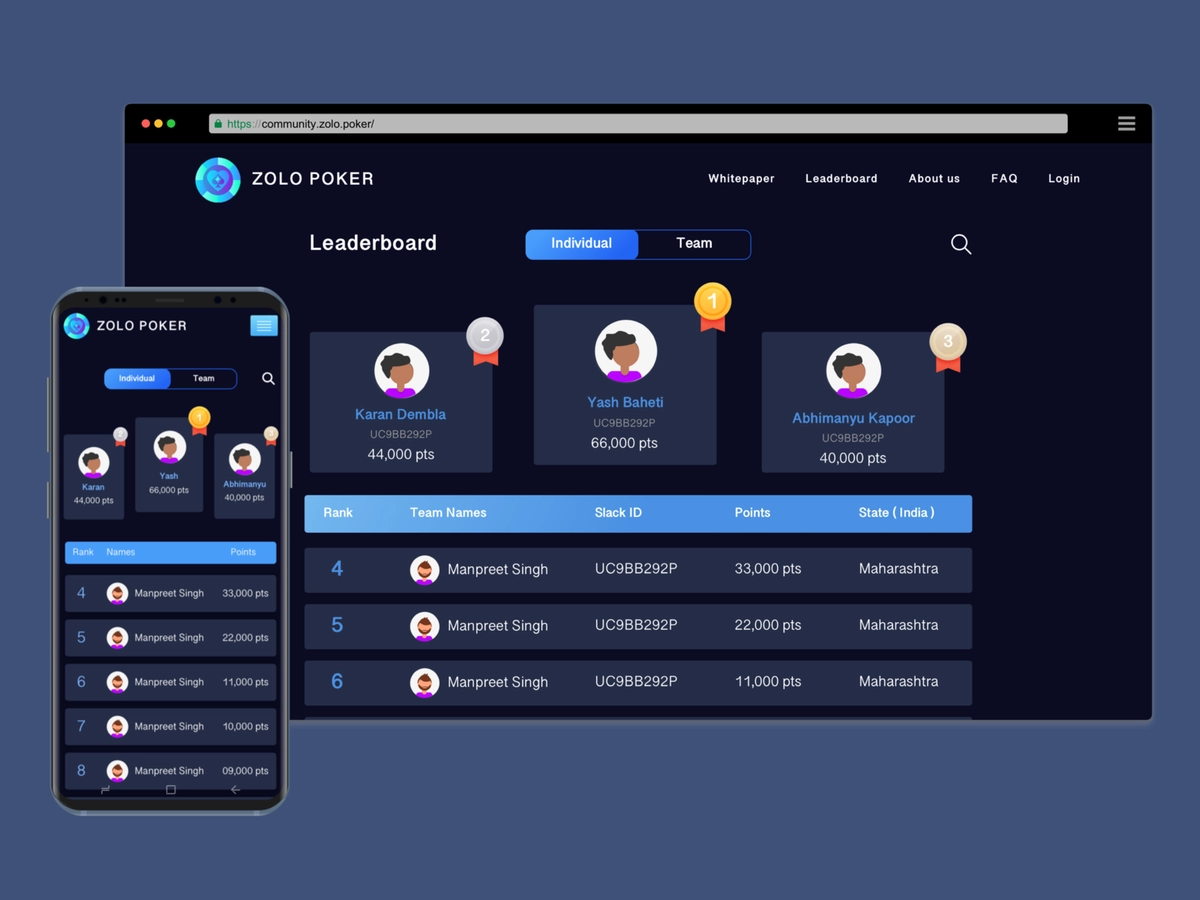 https://community.zolo.poker/
ZOLO POKER
Whitepaper Leaderboard About us FAQ Login
Leaderboard
Individual Team
2
Karan Dembla
UC9BB292P
44,000 pts
1
Yash Baheti
UC9BB292P
66,000 pts
3
Abhimanyu Kapoor
UC9BB292P
40,000 pts
Rank Team Names Slack ID Points State ( India )
4 Manpreet Singh UC9BB292P 33,000 pts Maharashtra
5 Manpreet Singh UC9BB292P 22,000 pts Maharashtra
6 Manpreet Singh UC9BB292P 11,000 pts Maharashtra
ZOLO POKER
Individual Team
2
Karan
44,000 pts
1
Yash
66,000 pts
3
Abhimanyu
40,000 pts
Rank Names Points
4 Manpreet Singh 33,000 pts
5 Manpreet Singh 22,000 pts
6 Manpreet Singh 11,000 pts
7 Manpreet Singh 10,000 pts
8 Manpreet Singh 09,000 pts